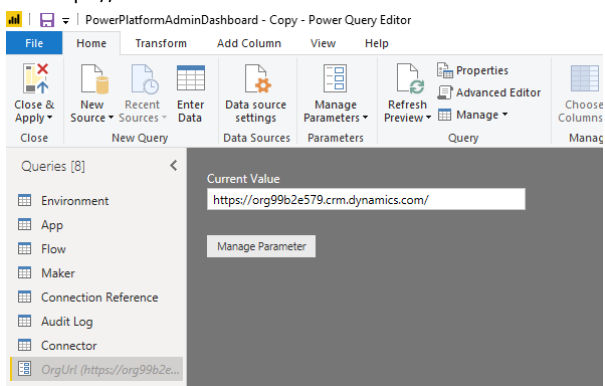 PowerPlatformAdminDashboard - Copy - Power Query Editor
File Home Transform Add Column View Help
Close & Apply
New Source
Recent Sources
Enter Data
Data source settings
Manage Parameters
Refresh Preview
Properties
Advanced Editor
Manage
Choose Columns
Close New Query Data Sources Parameters Query Manag
Queries [8]
Current Value
https://org99b2e579.crm.dynamics.com/
Manage Parameter
Environment
App
Flow
Maker
Connection Reference
Audit Log
Connector
OrgUrl (https://org99b2e...